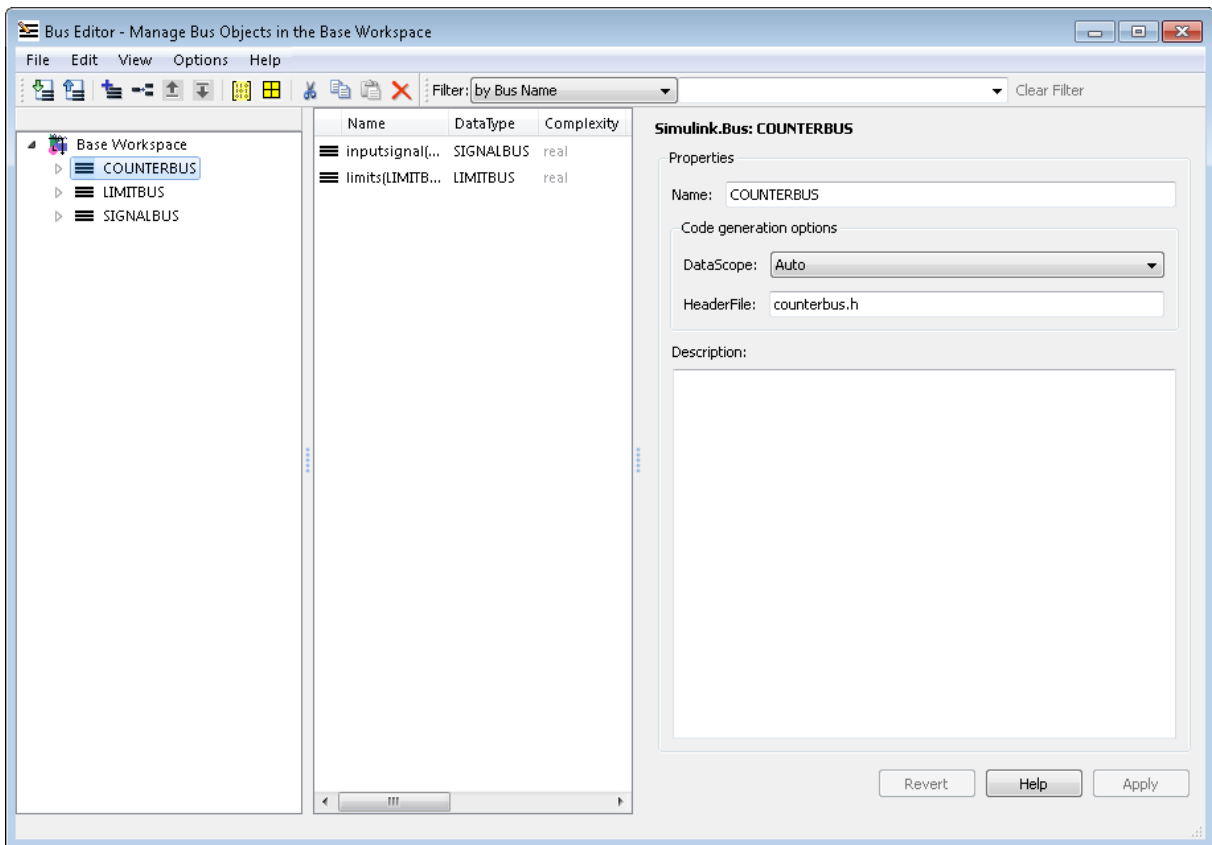 Bus Editor - Manage Bus Objects in the Base Workspace
File Edit View Options Help
Filter: by Bus Name Clear Filter
Base Workspace
COUNTERBUS
LIMITBUS
SIGNALBUS
Name DataType Complexity
inputsignal(... SIGNALBUS real
limits(LIMITB... LIMITBUS real
Simulink.Bus: COUNTERBUS
Properties
Name: COUNTERBUS
Code generation options
DataScope: Auto
HeaderFile: counterbus.h
Description:
Revert Help Apply